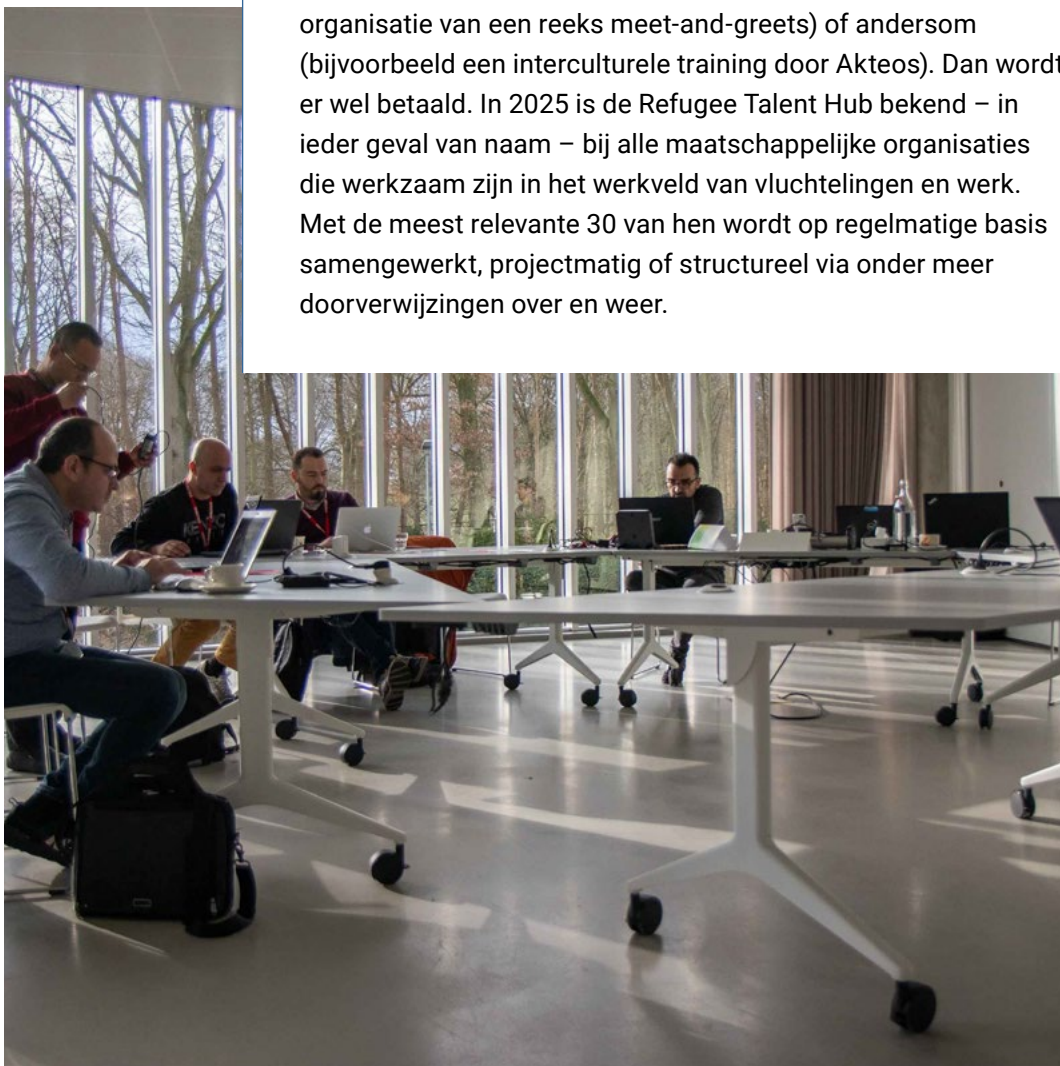 organisatie van een reeks meet-and-greets) of andersom
(bijvoorbeeld een interculturele training door Akteos). Dan wordt
er wel betaald. In 2025 is de Refugee Talent Hub bekend – in
ieder geval van naam – bij alle maatschappelijke organisaties
die werkzaam zijn in het werkveld van vluchtelingen en werk.
Met de meest relevante 30 van hen wordt op regelmatige basis
samengewerkt, projectmatig of structureel via onder meer
doorverwijzingen over en weer.